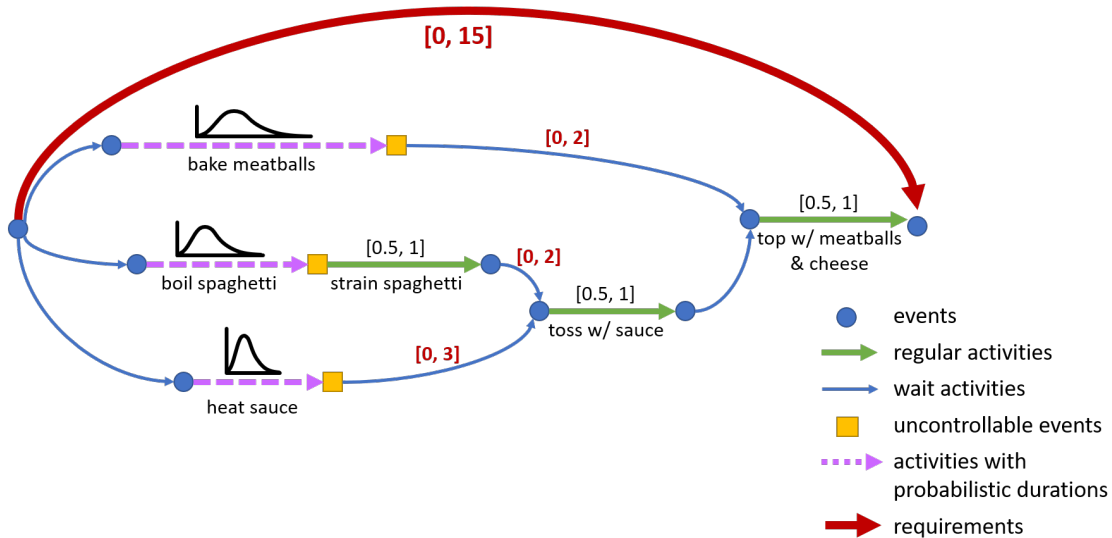 [0, 15]
[0, 2]
bake meatballs
[0.5, 1]
top w/ meatballs
& cheese
[0.5, 1]
[0, 2]
boil spaghetti
strain spaghetti
[0.5, 1]
toss w/ sauce
[0, 3]
heat sauce
events
regular activities
wait activities
uncontrollable events
activities with
probabilistic durations
requirements